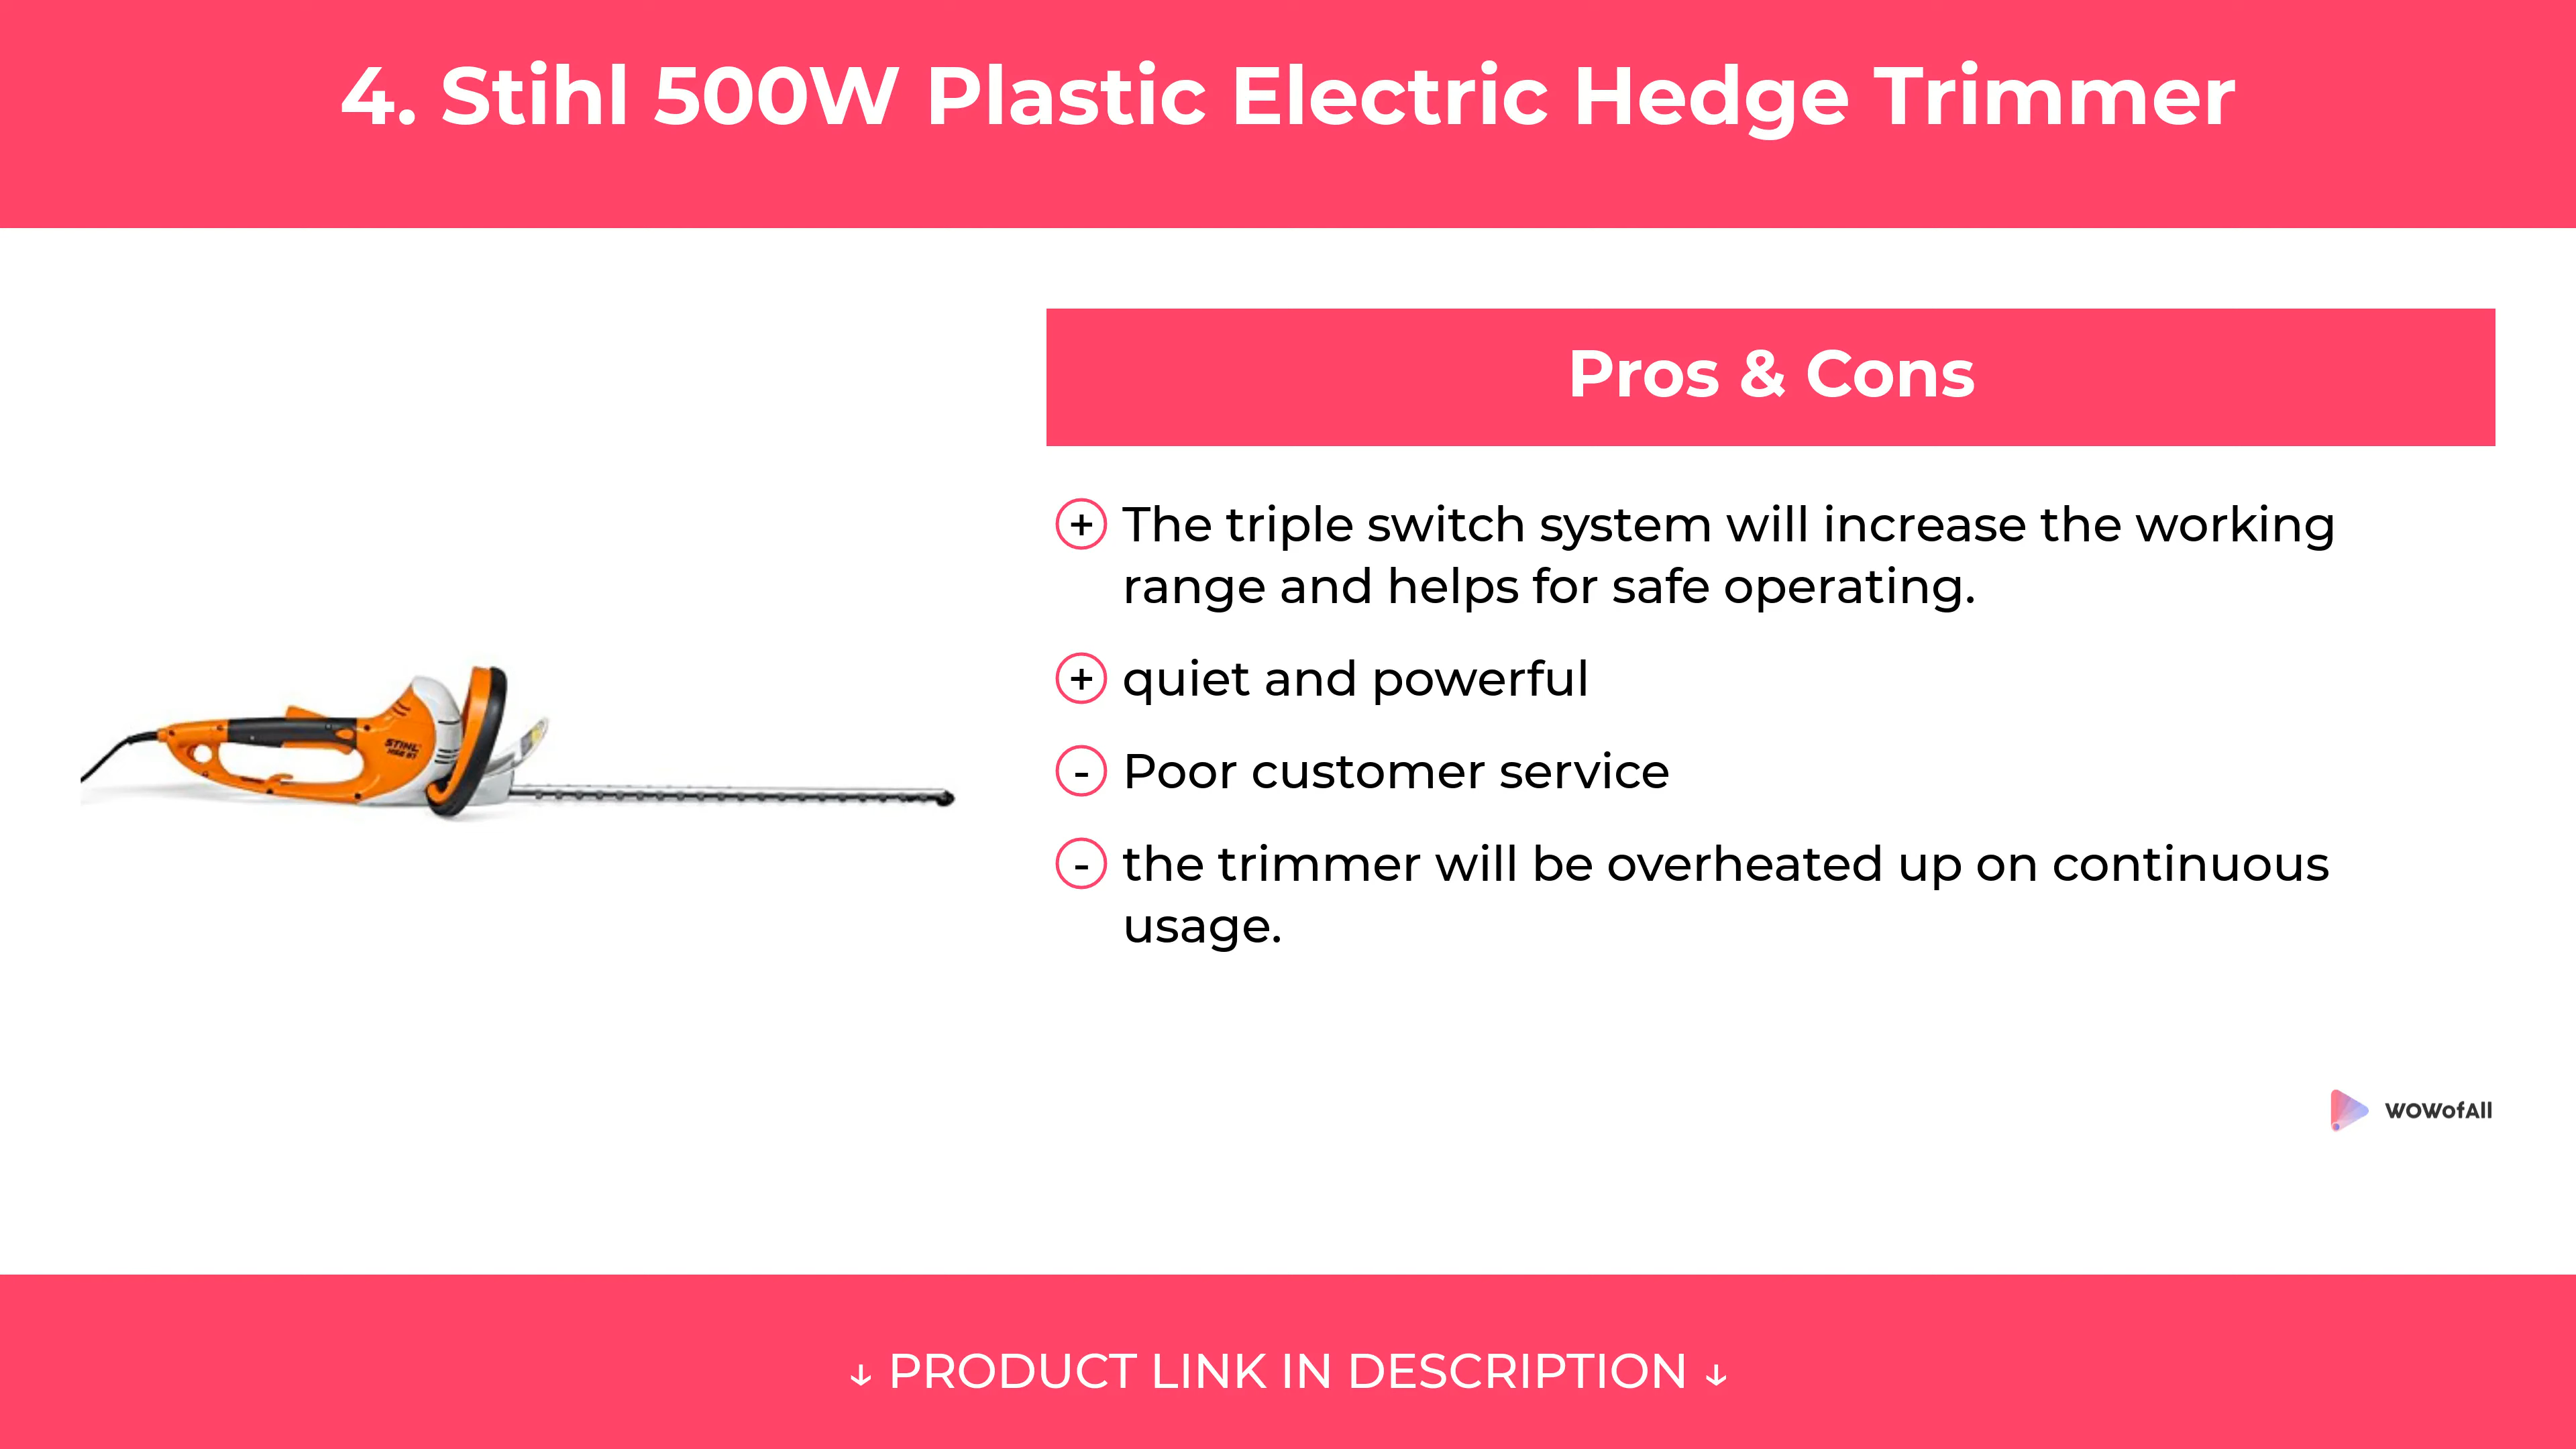 4. Stihl 500W Plastic Electric Hedge Trimmer
Pros & Cons
+ The triple switch system will increase the working
range and helps for safe operating.
+ quiet and powerful
- Poor customer service
- the trimmer will be overheated up on continuous
usage.
STIHL
WOWofAll
↓ PRODUCT LINK IN DESCRIPTION ↓